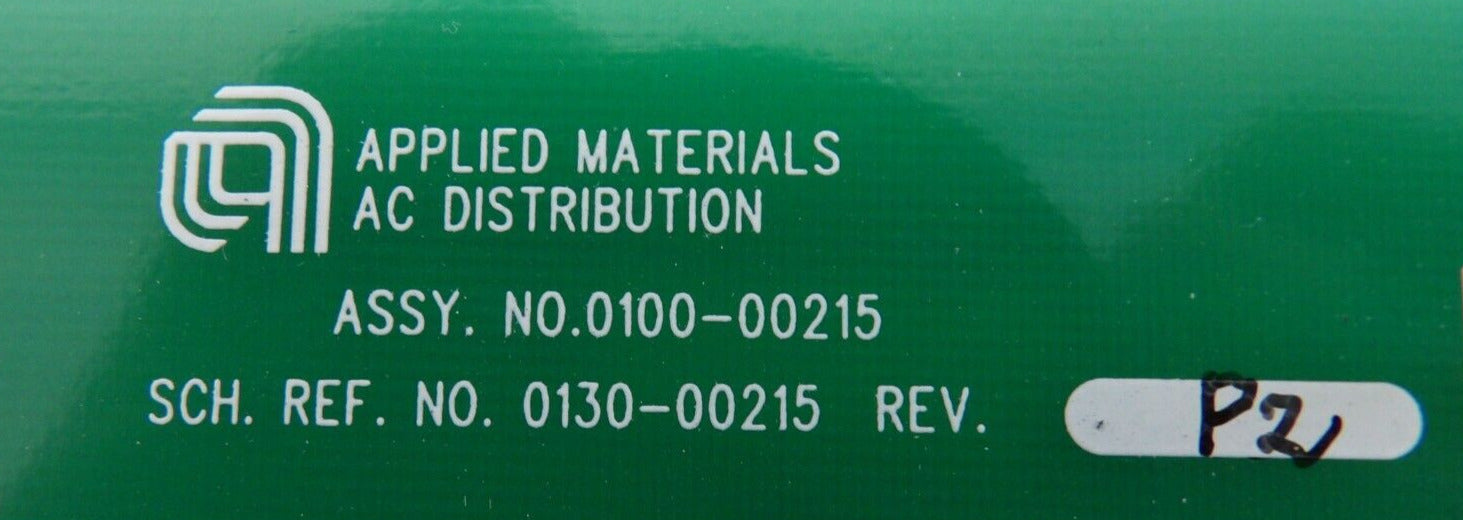 APPLIED MATERIALS
AC DISTRIBUTION
ASSY. NO.0100-00215
SCH. REF. NO. 0130-00215 REV. P2